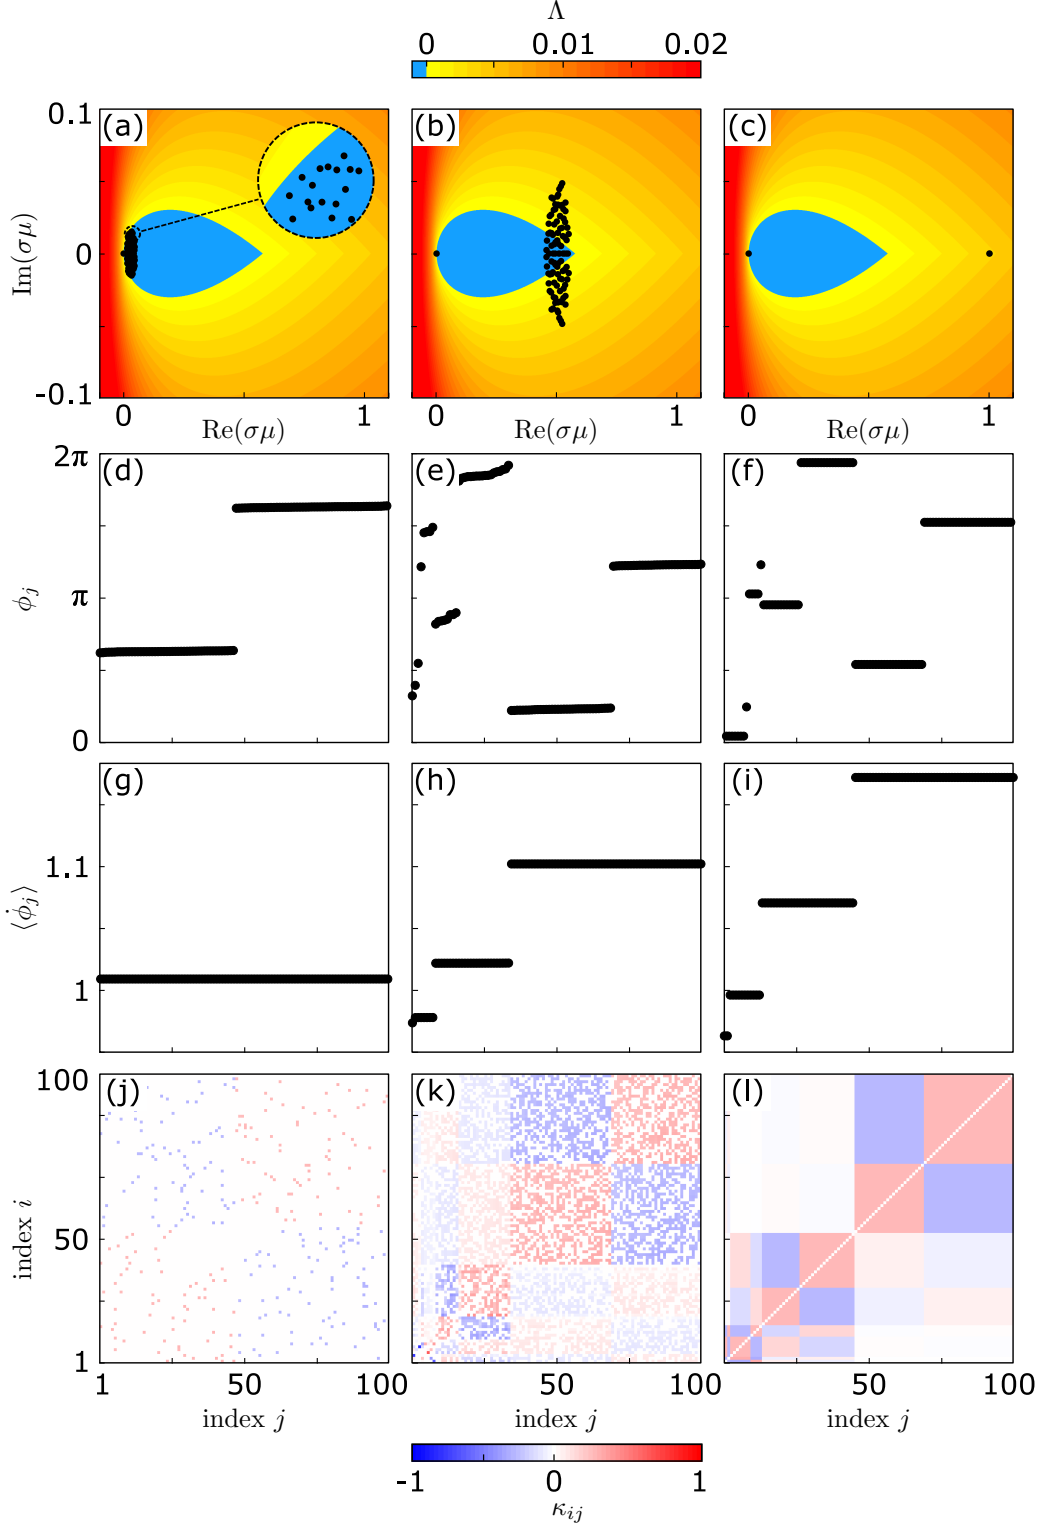 Λ
0 0.01 0.02
0.1 (a) (b) (c)
Im(σμ)
0
-0.1
0 1 0 1 0 1
Re(σμ) Re(σμ) Re(σμ)
2π (d) (e) (f)
ϕj
π
0
(g) (h) (i)
1.1
⟨ϕ̇j⟩
1
100 (j) (k) (l)
index i
50
1
1 50 100 50 100 50 100
index j index j index j
-1 0 1
κij